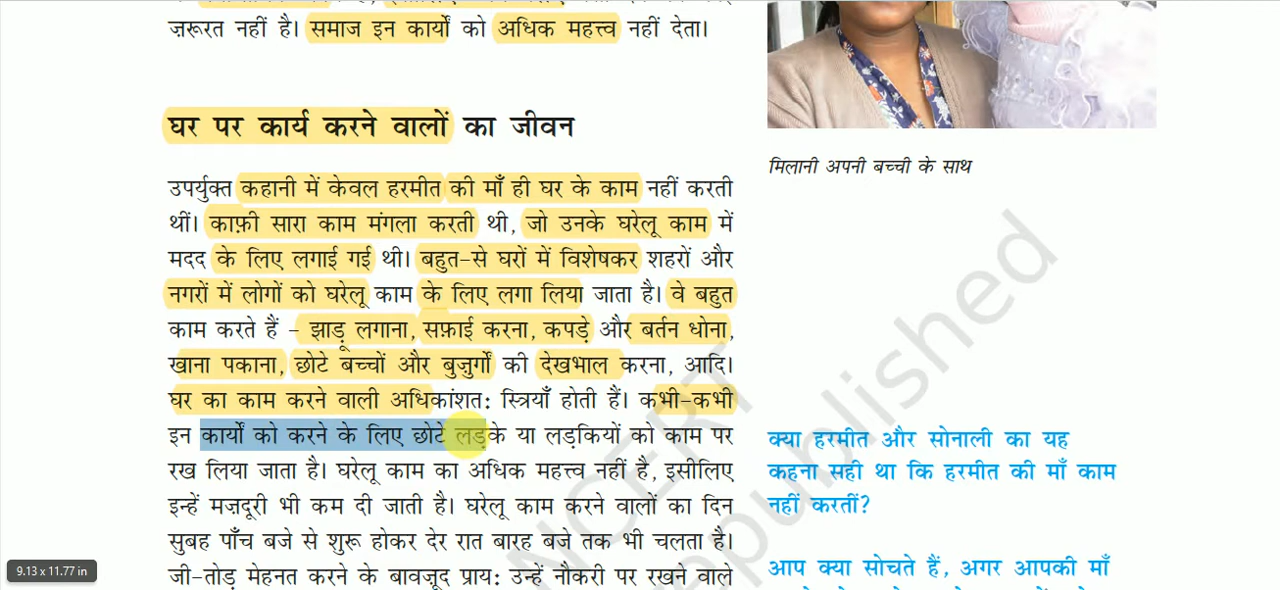 ज़रूरत नहीं है। समाज इन कार्यों को अधिक महत्त्व नहीं देता।
घर पर कार्य करने वालों का जीवन
उपर्युक्त कहानी में केवल हरमीत की माँ ही घर के काम नहीं करती
थीं। काफ़ी सारा काम मंगला करती थी, जो उनके घरेलू काम में
मदद के लिए लगाई गई थी। बहुत-से घरों में विशेषकर शहरों और
नगरों में लोगों को घरेलू काम के लिए लगा लिया जाता है। वे बहुत
काम करते हैं – झाड़ू लगाना, सफ़ाई करना, कपड़े और बर्तन धोना,
खाना पकाना, छोटे बच्चों और बुज़ुर्गों की देखभाल करना, आदि।
घर का काम करने वाली अधिकांशत: स्त्रियाँ होती हैं। कभी-कभी
इन कार्यों को करने के लिए छोटे लड़के या लड़कियों को काम पर
रख लिया जाता है। घरेलू काम का अधिक महत्त्व नहीं है, इसीलिए
इन्हें मज़दूरी भी कम दी जाती है। घरेलू काम करने वालों का दिन
सुबह पाँच बजे से शुरू होकर देर रात बारह बजे तक भी चलता है।
जी-तोड़ मेहनत करने के बावजूद प्राय: उन्हें नौकरी पर रखने वाले
मिलानी अपनी बच्ची के साथ
क्या हरमीत और सोनाली का यह
कहना सही था कि हरमीत की माँ काम
नहीं करतीं?
आप क्या सोचते हैं, अगर आपकी माँ
NCERT
republished
9.13 x 11.77 in